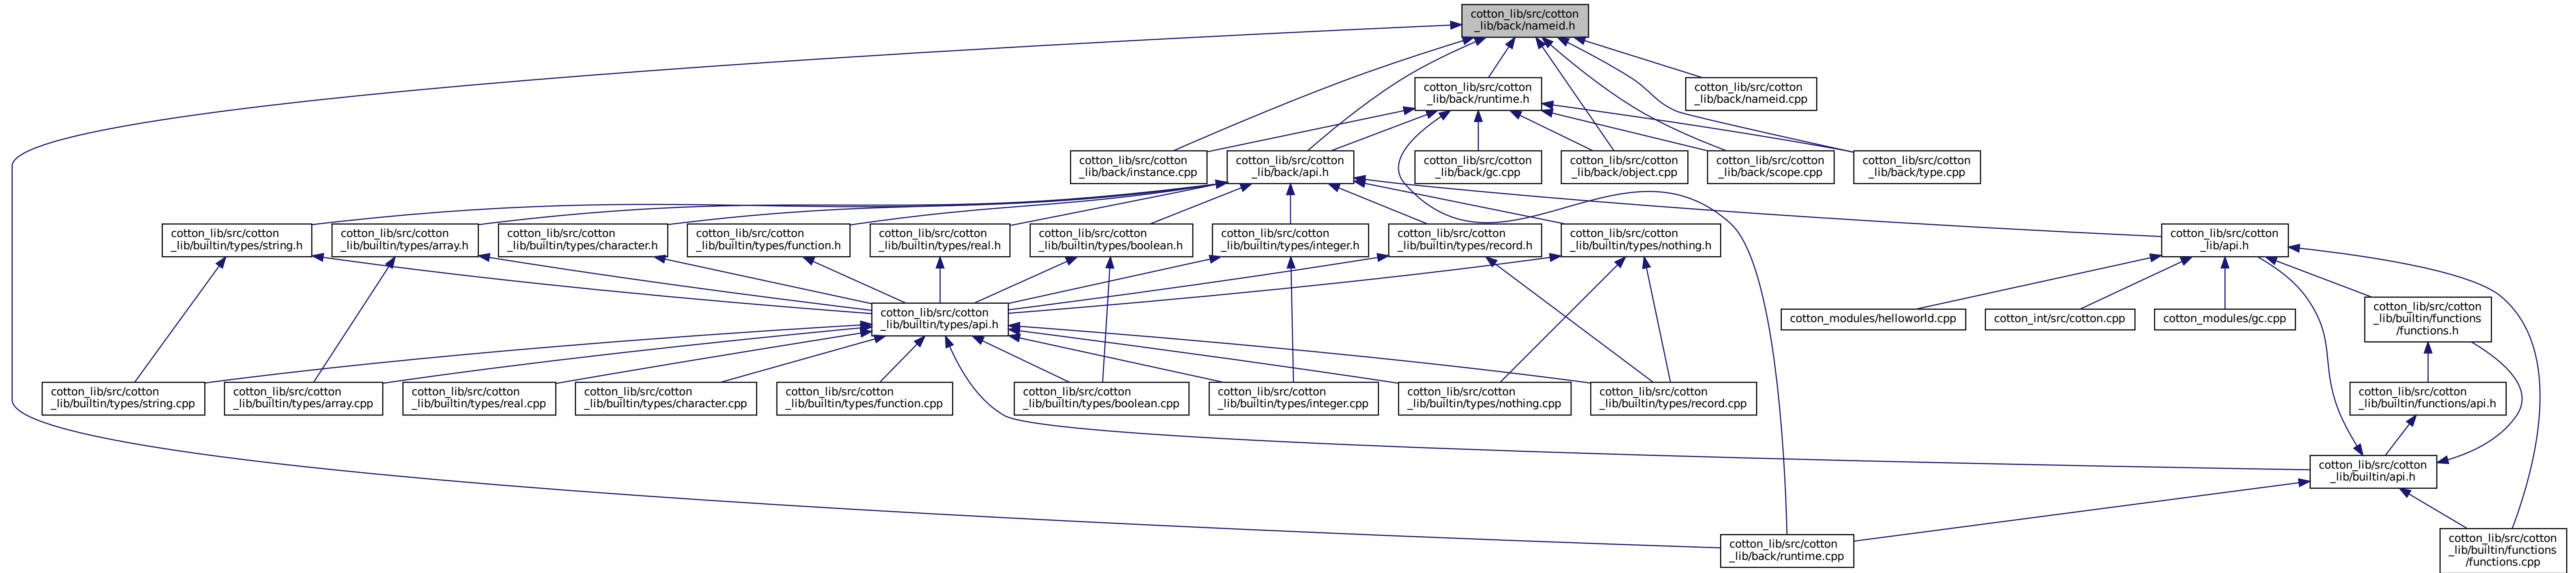 cotton_lib/src/cotton
_lib/back/nameid.h
cotton_lib/src/cotton
_lib/back/runtime.h
cotton_lib/src/cotton
_lib/back/nameid.cpp
cotton_lib/src/cotton
_lib/back/instance.cpp
cotton_lib/src/cotton
_lib/back/api.h
cotton_lib/src/cotton
_lib/back/gc.cpp
cotton_lib/src/cotton
_lib/back/object.cpp
cotton_lib/src/cotton
_lib/back/scope.cpp
cotton_lib/src/cotton
_lib/back/type.cpp
cotton_lib/src/cotton
_lib/builtin/types/string.h
cotton_lib/src/cotton
_lib/builtin/types/array.h
cotton_lib/src/cotton
_lib/builtin/types/character.h
cotton_lib/src/cotton
_lib/builtin/types/function.h
cotton_lib/src/cotton
_lib/builtin/types/real.h
cotton_lib/src/cotton
_lib/builtin/types/boolean.h
cotton_lib/src/cotton
_lib/builtin/types/integer.h
cotton_lib/src/cotton
_lib/builtin/types/record.h
cotton_lib/src/cotton
_lib/builtin/types/nothing.h
cotton_lib/src/cotton
_lib/api.h
cotton_lib/src/cotton
_lib/builtin/types/api.h
cotton_modules/helloworld.cpp
cotton_int/src/cotton.cpp
cotton_modules/gc.cpp
cotton_lib/src/cotton
_lib/builtin/functions
/functions.h
cotton_lib/src/cotton
_lib/builtin/types/string.cpp
cotton_lib/src/cotton
_lib/builtin/types/array.cpp
cotton_lib/src/cotton
_lib/builtin/types/real.cpp
cotton_lib/src/cotton
_lib/builtin/types/character.cpp
cotton_lib/src/cotton
_lib/builtin/types/function.cpp
cotton_lib/src/cotton
_lib/builtin/types/boolean.cpp
cotton_lib/src/cotton
_lib/builtin/types/integer.cpp
cotton_lib/src/cotton
_lib/builtin/types/nothing.cpp
cotton_lib/src/cotton
_lib/builtin/types/record.cpp
cotton_lib/src/cotton
_lib/builtin/functions/api.h
cotton_lib/src/cotton
_lib/builtin/api.h
cotton_lib/src/cotton
_lib/back/runtime.cpp
cotton_lib/src/cotton
_lib/builtin/functions
/functions.cpp